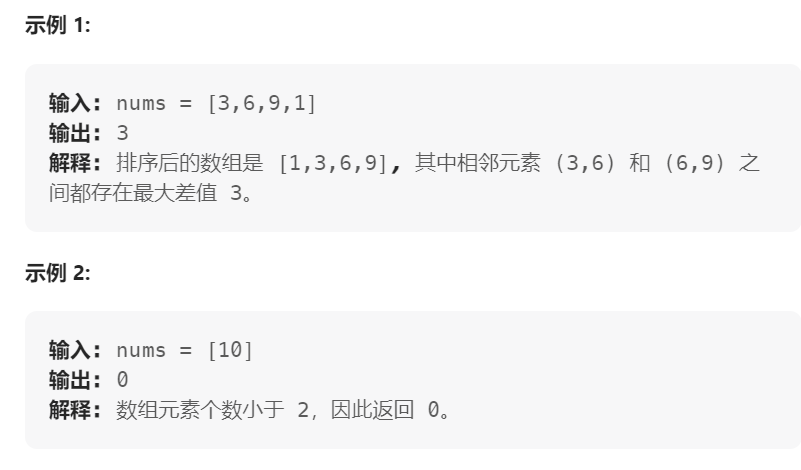 示例 1:
输入：nums = [3,6,9,1]
输出：3
解释：排序后的数组是 [1,3,6,9], 其中相邻元素 (3,6) 和 (6,9) 之
间都存在最大差值 3。
示例 2:
输入：nums = [10]
输出：0
解释：数组元素个数小于 2，因此返回 0。